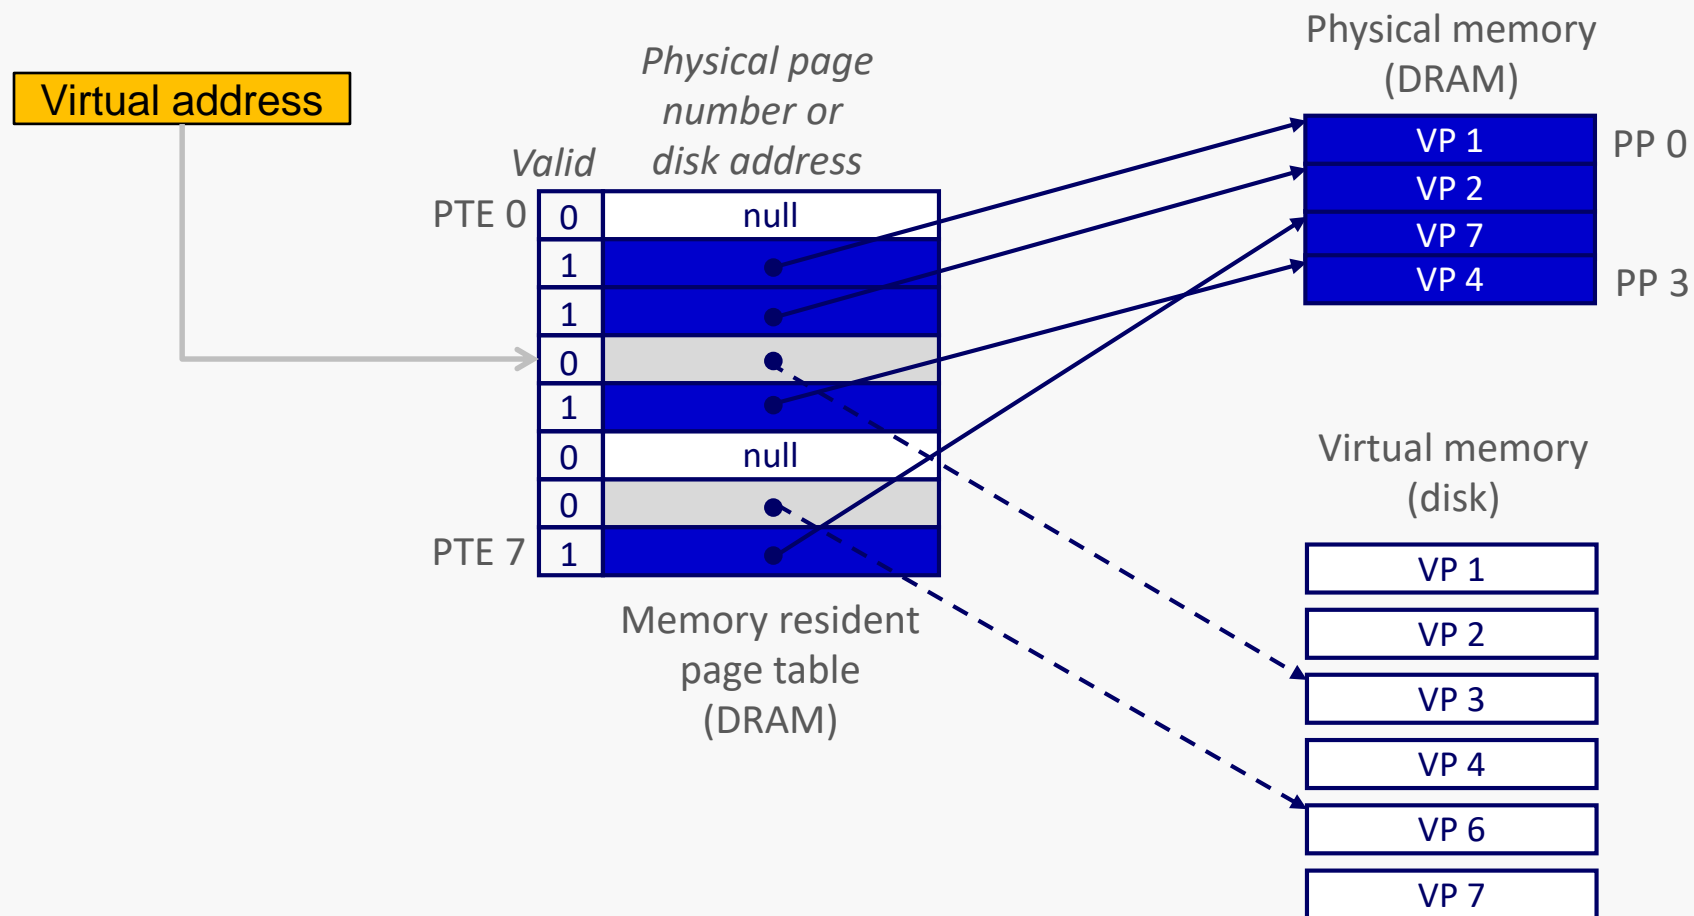 Virtual address
Physical page
number or
disk address
Valid
PTE 0
0
null
1
1
0
1
0
null
0
PTE 7
1
Memory resident
page table
(DRAM)
Physical memory
(DRAM)
VP 1
PP 0
VP 2
VP 7
VP 4
PP 3
Virtual memory
(disk)
VP 1
VP 2
VP 3
VP 4
VP 6
VP 7